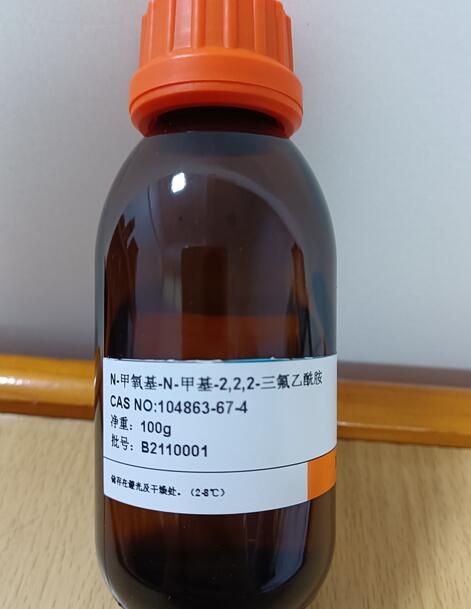 N-甲氧基-N-甲基-2,2,2-三氟乙酰胺
CAS NO:104863-67-4
净重：100g
批号：B2110001
储存在避光及干燥处。（2-8℃）